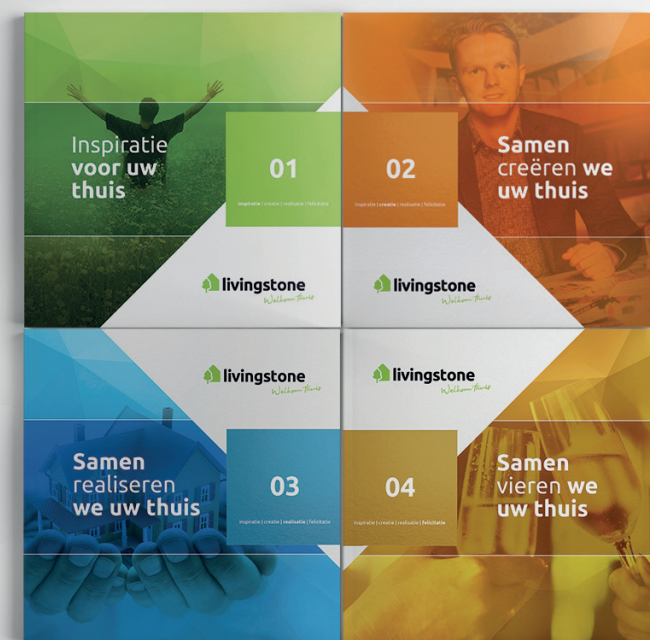 Inspiratie
voor uw
thuis
01
inspiratie | creatie | realisatie | felicitatie
livingstone
Welkom thuis
Samen
creëren we
uw thuis
02
inspiratie | creatie | realisatie | felicitatie
livingstone
Welkom thuis
Samen
realiseren
we uw thuis
03
inspiratie | creatie | realisatie | felicitatie
livingstone
Welkom thuis
Samen
vieren we
uw thuis
04
inspiratie | creatie | realisatie | felicitatie
livingstone
Welkom thuis